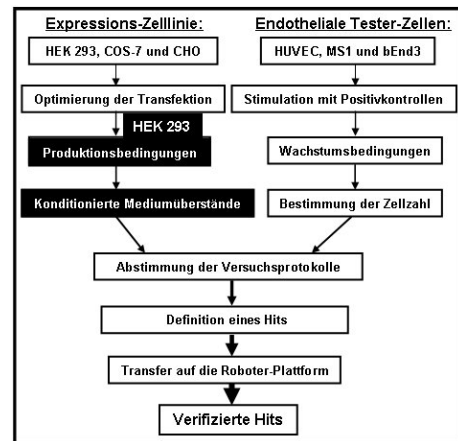 Expressions-Zelllinie:
HEK 293, COS-7 und CHO
Optimierung der Transfektion
HEK 293
Produktionsbedingungen
Konditionierte Mediumüberstände
Endotheliale Tester-Zellen:
HUVEC, MS1 und bEnd3
Stimulation mit Positivkontrollen
Wachstumsbedingungen
Bestimmung der Zellzahl
Abstimmung der Versuchsprotokolle
Definition eines Hits
Transfer auf die Roboter-Plattform
Verifizierte Hits